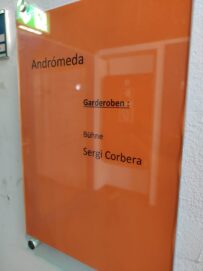 Andrómeda
Garderoben :
Bühne
Sergi Corbera